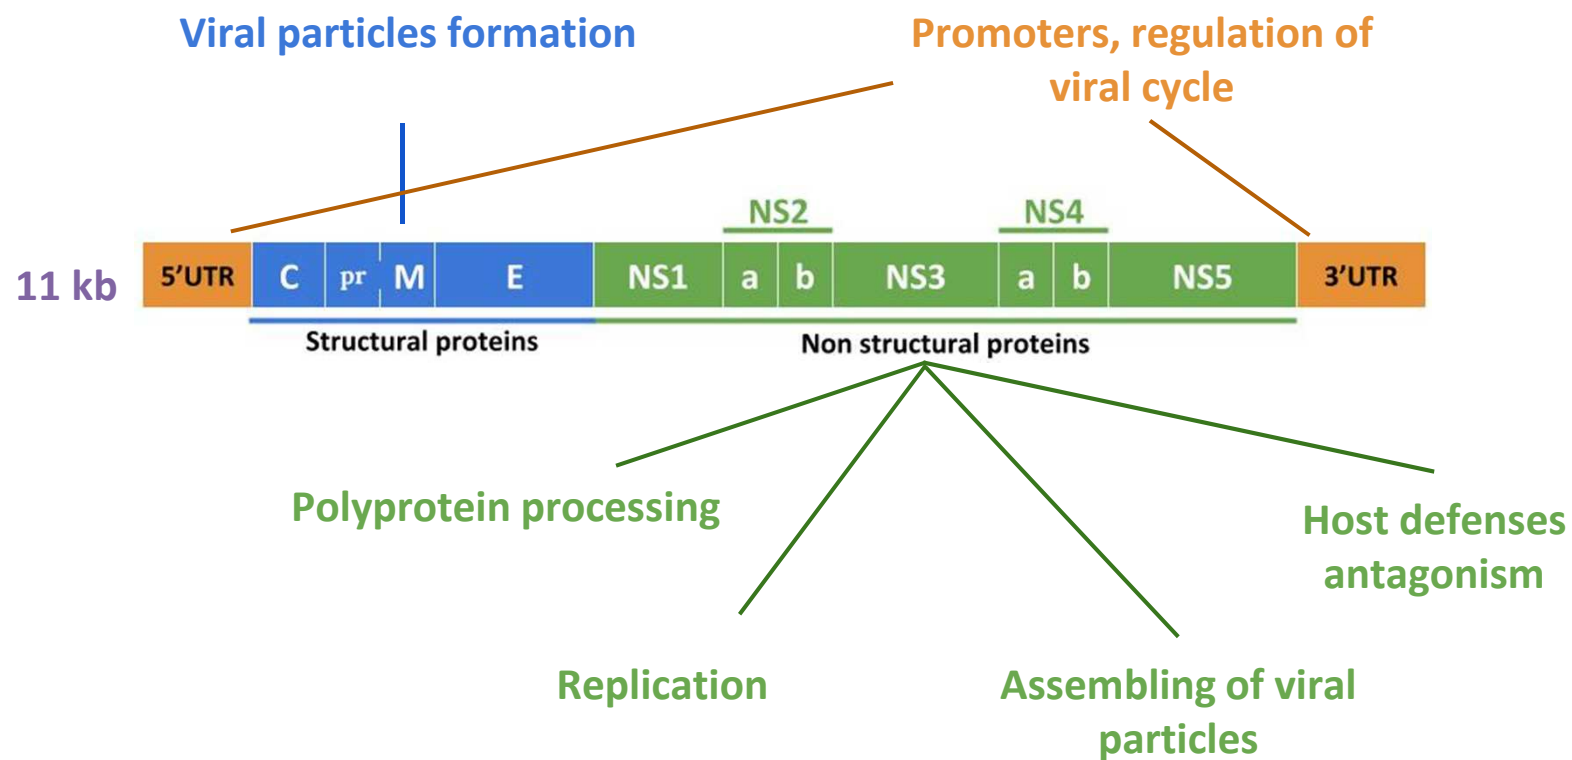 Viral particles formation
Promoters, regulation of
viral cycle
NS2
NS4
11 kb
5'UTR
C
pr
M
E
NS1
a
b
NS3
a
b
NS5
3'UTR
Structural proteins
Non structural proteins
Polyprotein processing
Host defenses
antagonism
Replication
Assembling of viral
particles